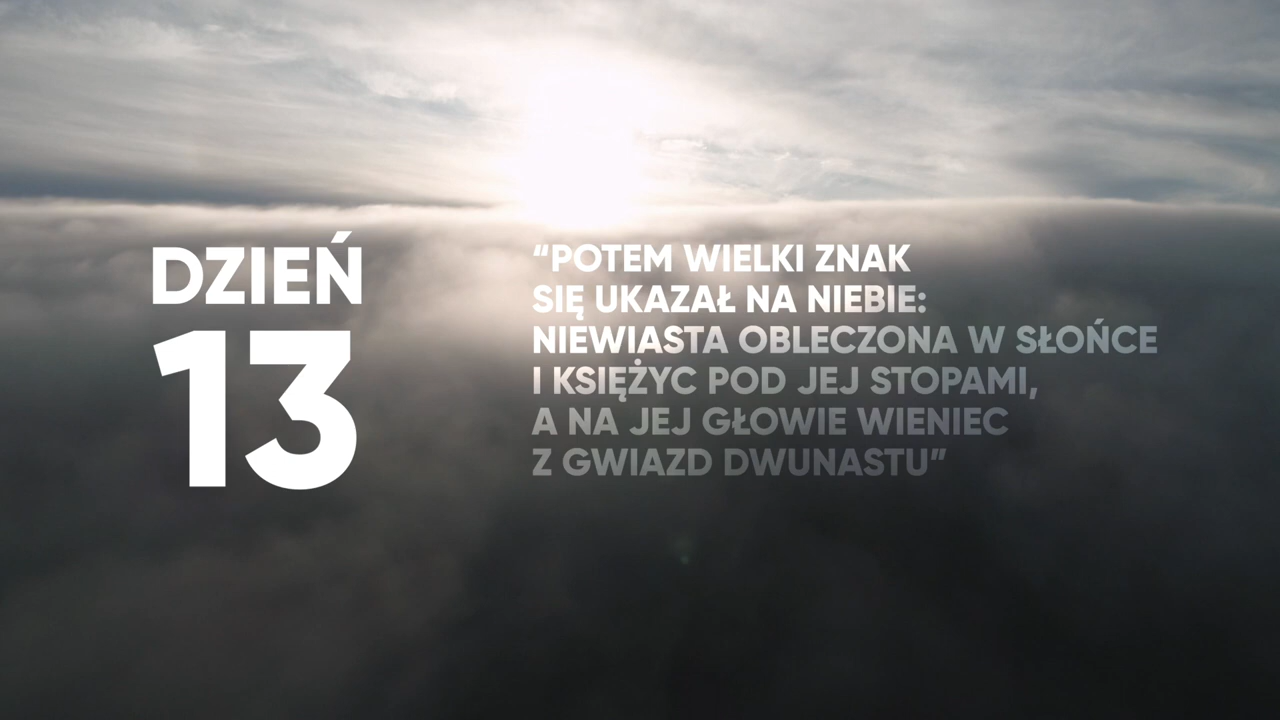 DZIEŃ
13
“POTEM WIELKI ZNAK
SIĘ UKAZAŁ NA NIEBIE:
NIEWIASTA OBLECZONA W SŁOŃCE
I KSIĘŻYC POD JEJ STOPAMI,
A NA JEJ GŁOWIE WIENIEC
Z GWIAZD DWUNASTU”